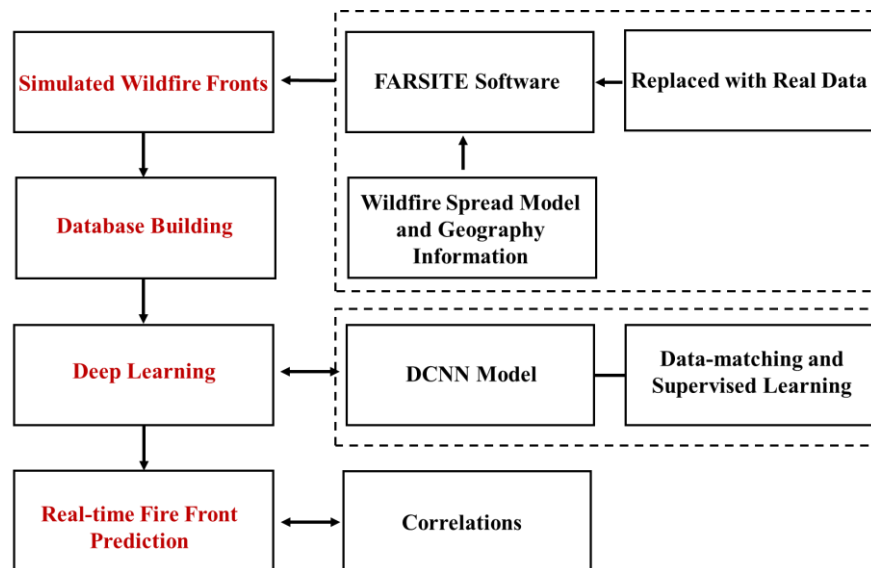 Simulated Wildfire Fronts
FARSITE Software
Replaced with Real Data
Database Building
Wildfire Spread Model
and Geography
Information
Deep Learning
DCNN Model
Data-matching and
Supervised Learning
Real-time Fire Front
Prediction
Correlations